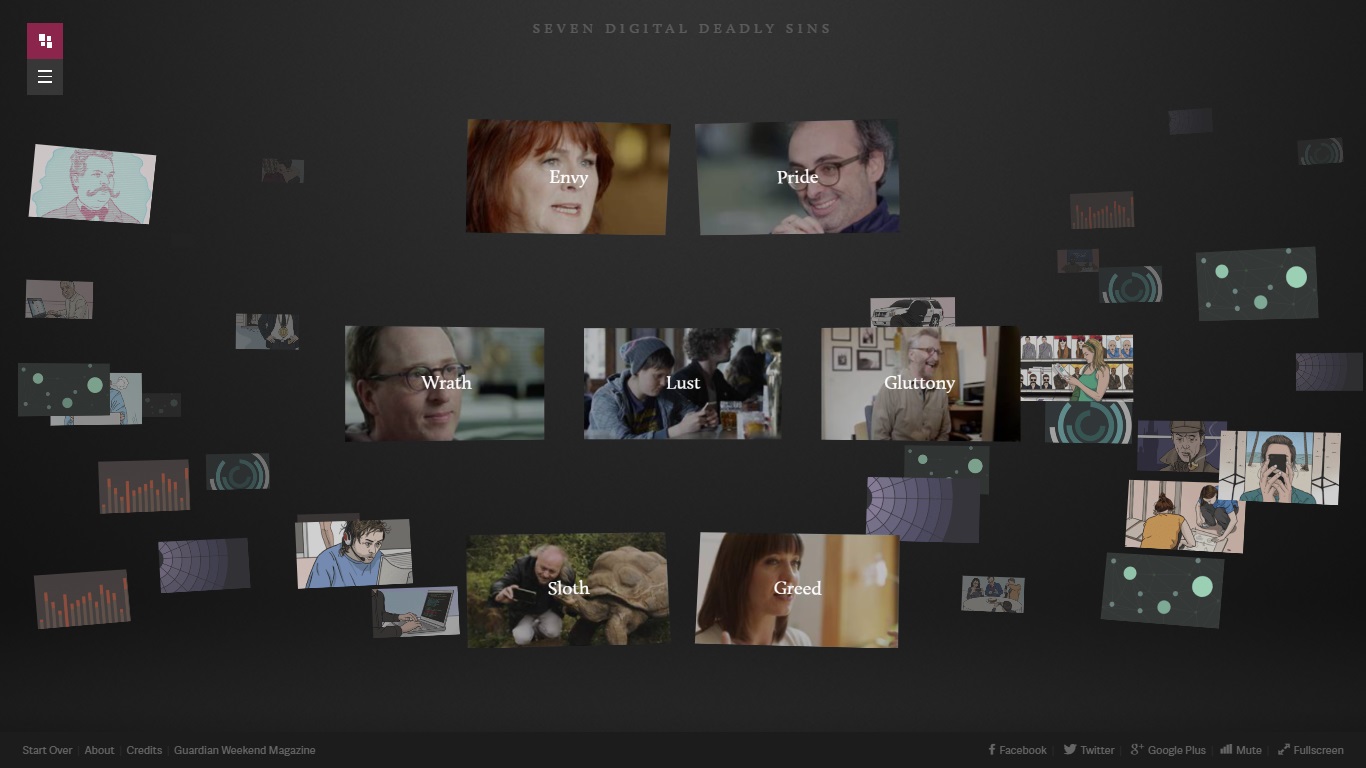 SEVEN DIGITAL DEADLY SINS
Envy
Pride
Wrath
Lust
Gluttony
Sloth
Greed
Start Over
About
Credits
Guardian Weekend Magazine
Facebook
Twitter
Google Plus
Mute
Fullscreen